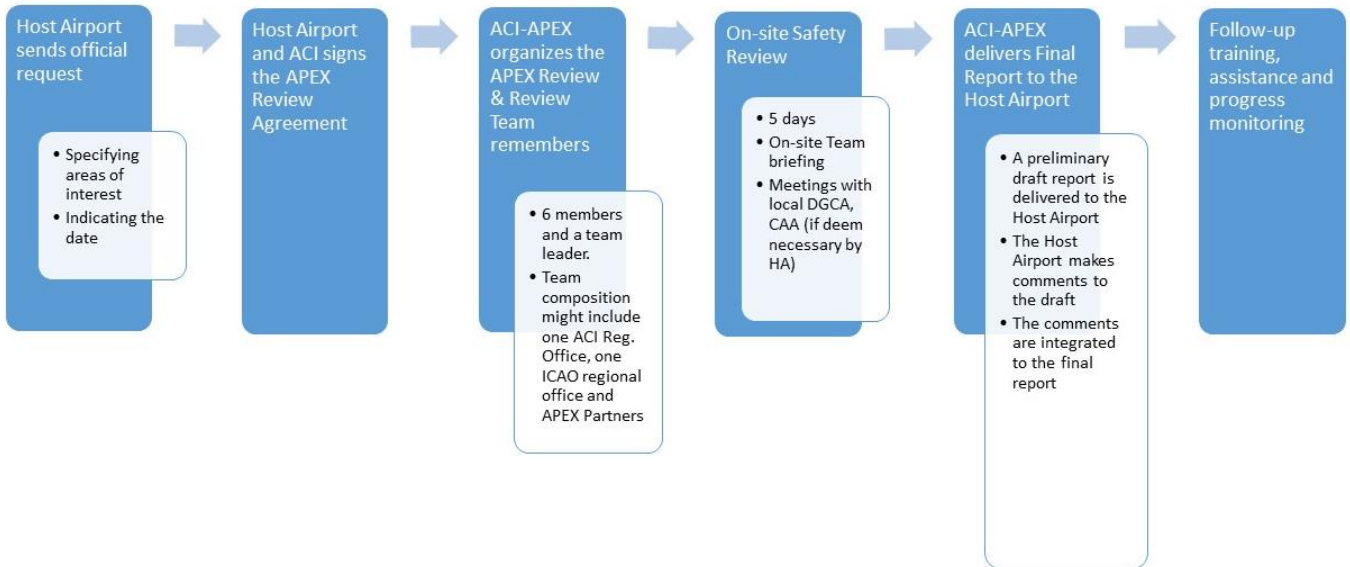 Host Airport
sends official
request
• Specifying
areas of
interest
• Indicating the
date
Host Airport
and ACI signs
the APEX
Review
Agreement
ACI-APEX
organizes the
APEX Review
& Review
Team
remembers
• 6 members
and a team
leader.
• Team
composition
might include
one ACI Reg.
Office, one
ICAO regional
office and
APEX Partners
On-site Safety
Review
• 5 days
• On-site Team
briefing
• Meetings with
local DGCA,
CAA (if deem
necessary by
HA)
ACI-APEX
delivers Final
Report to the
Host Airport
• A preliminary
draft report is
delivered to the
Host Airport
• The Host
Airport makes
comments to
the draft
• The comments
are integrated
to the final
report
Follow-up
training,
assistance and
progress
monitoring